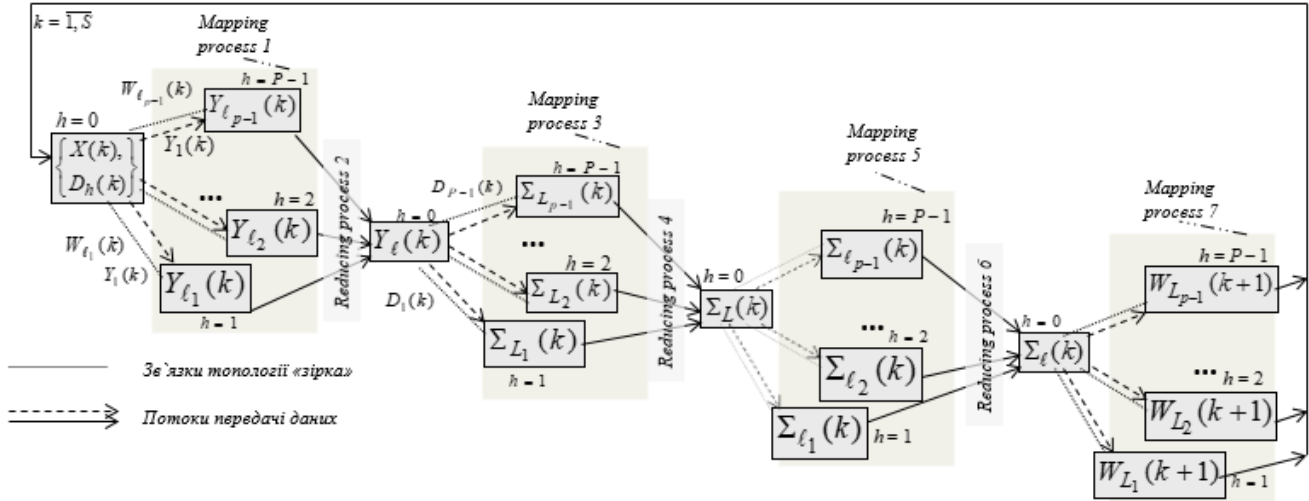 k = \overline{1,S}
Mapping
process 1
h = P − 1
W_{ℓ_{p−1}}(k)
Y_{ℓ_{p−1}}(k)
h = 0
Y_1(k)
{X(k),
D_h(k)}
...
h = 2
Y_{ℓ_2}(k)
W_{ℓ_1}(k)
Y_1(k)
Y_{ℓ_1}(k)
h = 1
Reducing process 2
h = 0
Y_ℓ(k)
Mapping
process 3
h = P−1
D_{P−1}(k)
Σ_{L_{p−1}}(k)
...
h = 2
Σ_{L_2}(k)
D_1(k)
Σ_{L_1}(k)
h = 1
Reducing process 4
h = 0
Σ_L(k)
Mapping
process 5
h = P−1
Σ_{ℓ_{p−1}}(k)
...
h = 2
Σ_{ℓ_2}(k)
Σ_{ℓ_1}(k)
h = 1
Reducing process 6
h = 0
Σ_ℓ(k)
Mapping
process 7
h = P−1
W_{L_{p−1}}(k+1)
...
h = 2
W_{L_2}(k+1)
W_{L_1}(k+1)
h = 1
Зв`язки топології «зірка»
Потоки передачі даних